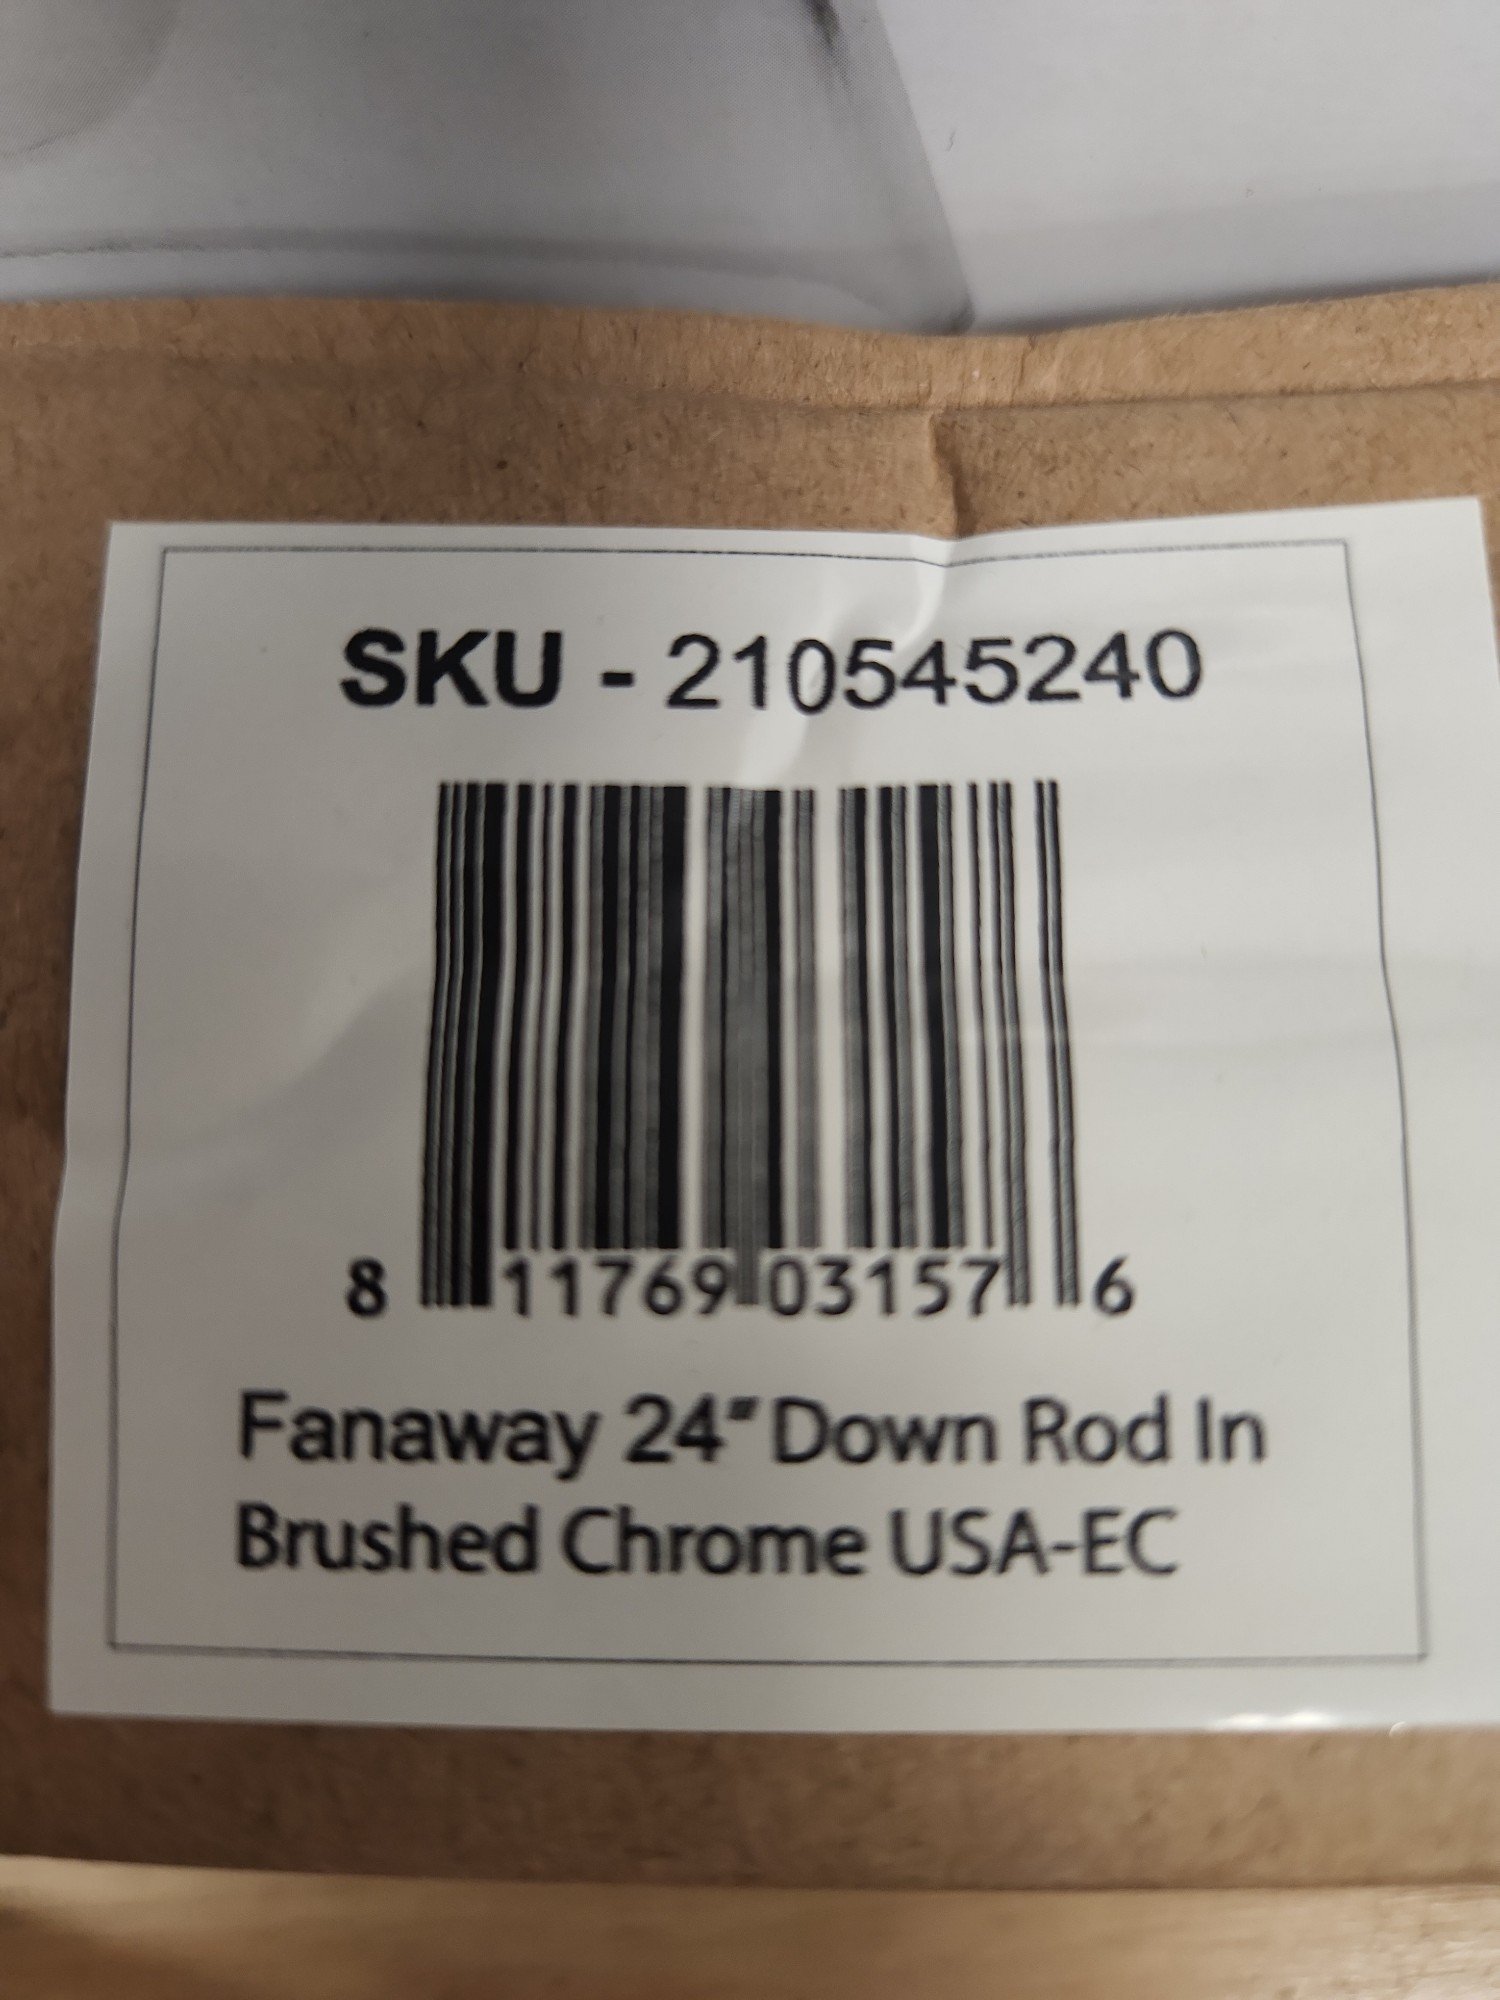 SKU - 210545240
8 11769 03157 6
Fanaway 24" Down Rod In
Brushed Chrome USA-EC